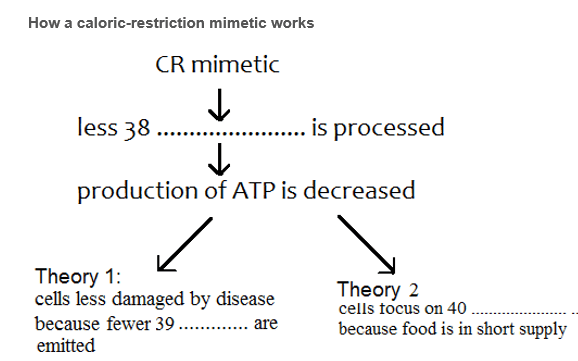 How a caloric-restriction mimetic works
CR mimetic
less 38 ....................... is processed
production of ATP is decreased
Theory 1:
cells less damaged by disease
because fewer 39 ............. are
emitted
Theory 2
cells focus on 40 ....................... ..
because food is in short supply